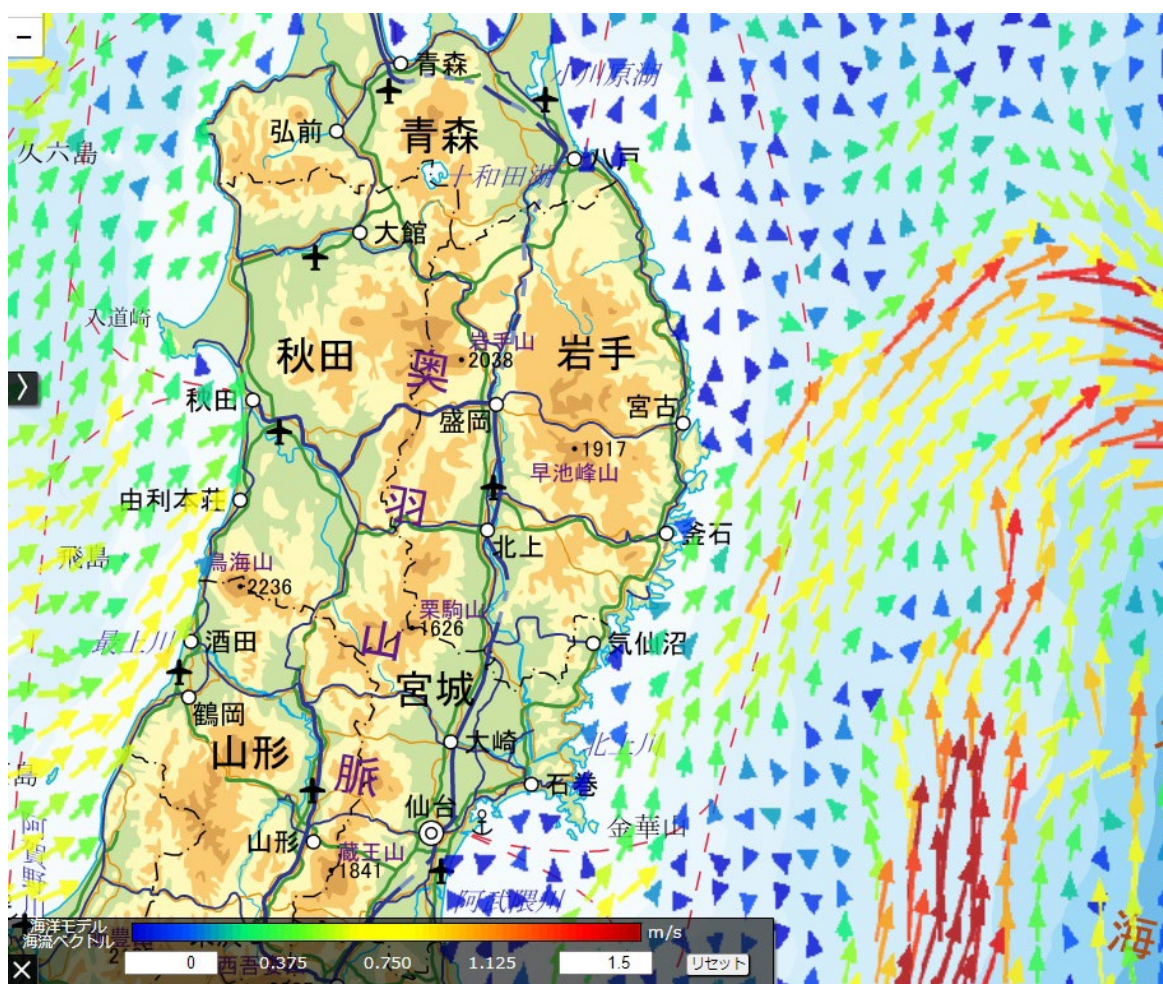 −
青森
小川原湖
弘前
青森
久六島
十和田湖
八戸
大館
入道崎
岩手山
・2038
秋田
奥
岩手
秋田
盛岡
宮古
・1917
早池峰山
羽
由利本荘
北上
釜石
飛島
鳥海山
・2236
栗駒山
1626
最上川
酒田
山
気仙沼
宮城
鶴岡
山形
大崎
北上川
島
脈
石巻
仙台
金華山
山形
蔵王山
・1841
阿武隈川
海
海洋モデル
海流ベクトル
m/s
0
0.375
0.750
1.125
1.5
リセット